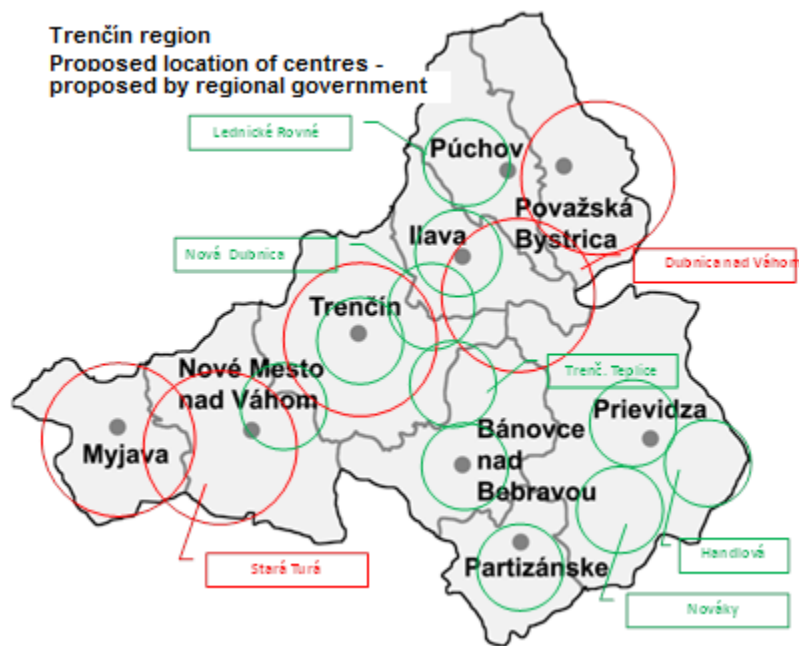 Trenčín region
Proposed location of centres -
proposed by regional government
Lednické Rovné
Púchov
Považská
Bystrica
Ilava
Nová Dubnica
Dubnica nad Váhom
Trenčín
Nové Mesto
nad Váhom
Trenč. Teplice
Prievidza
Bánovce
nad
Bebravou
Myjava
Handlová
Stará Turá
Partizánske
Nováky